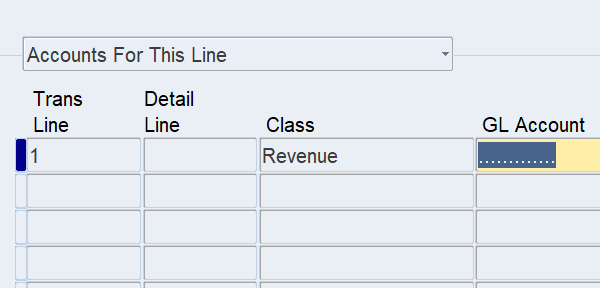 Accounts For This Line
Trans Line
Detail Line
Class
GL Account
1
Revenue
.............